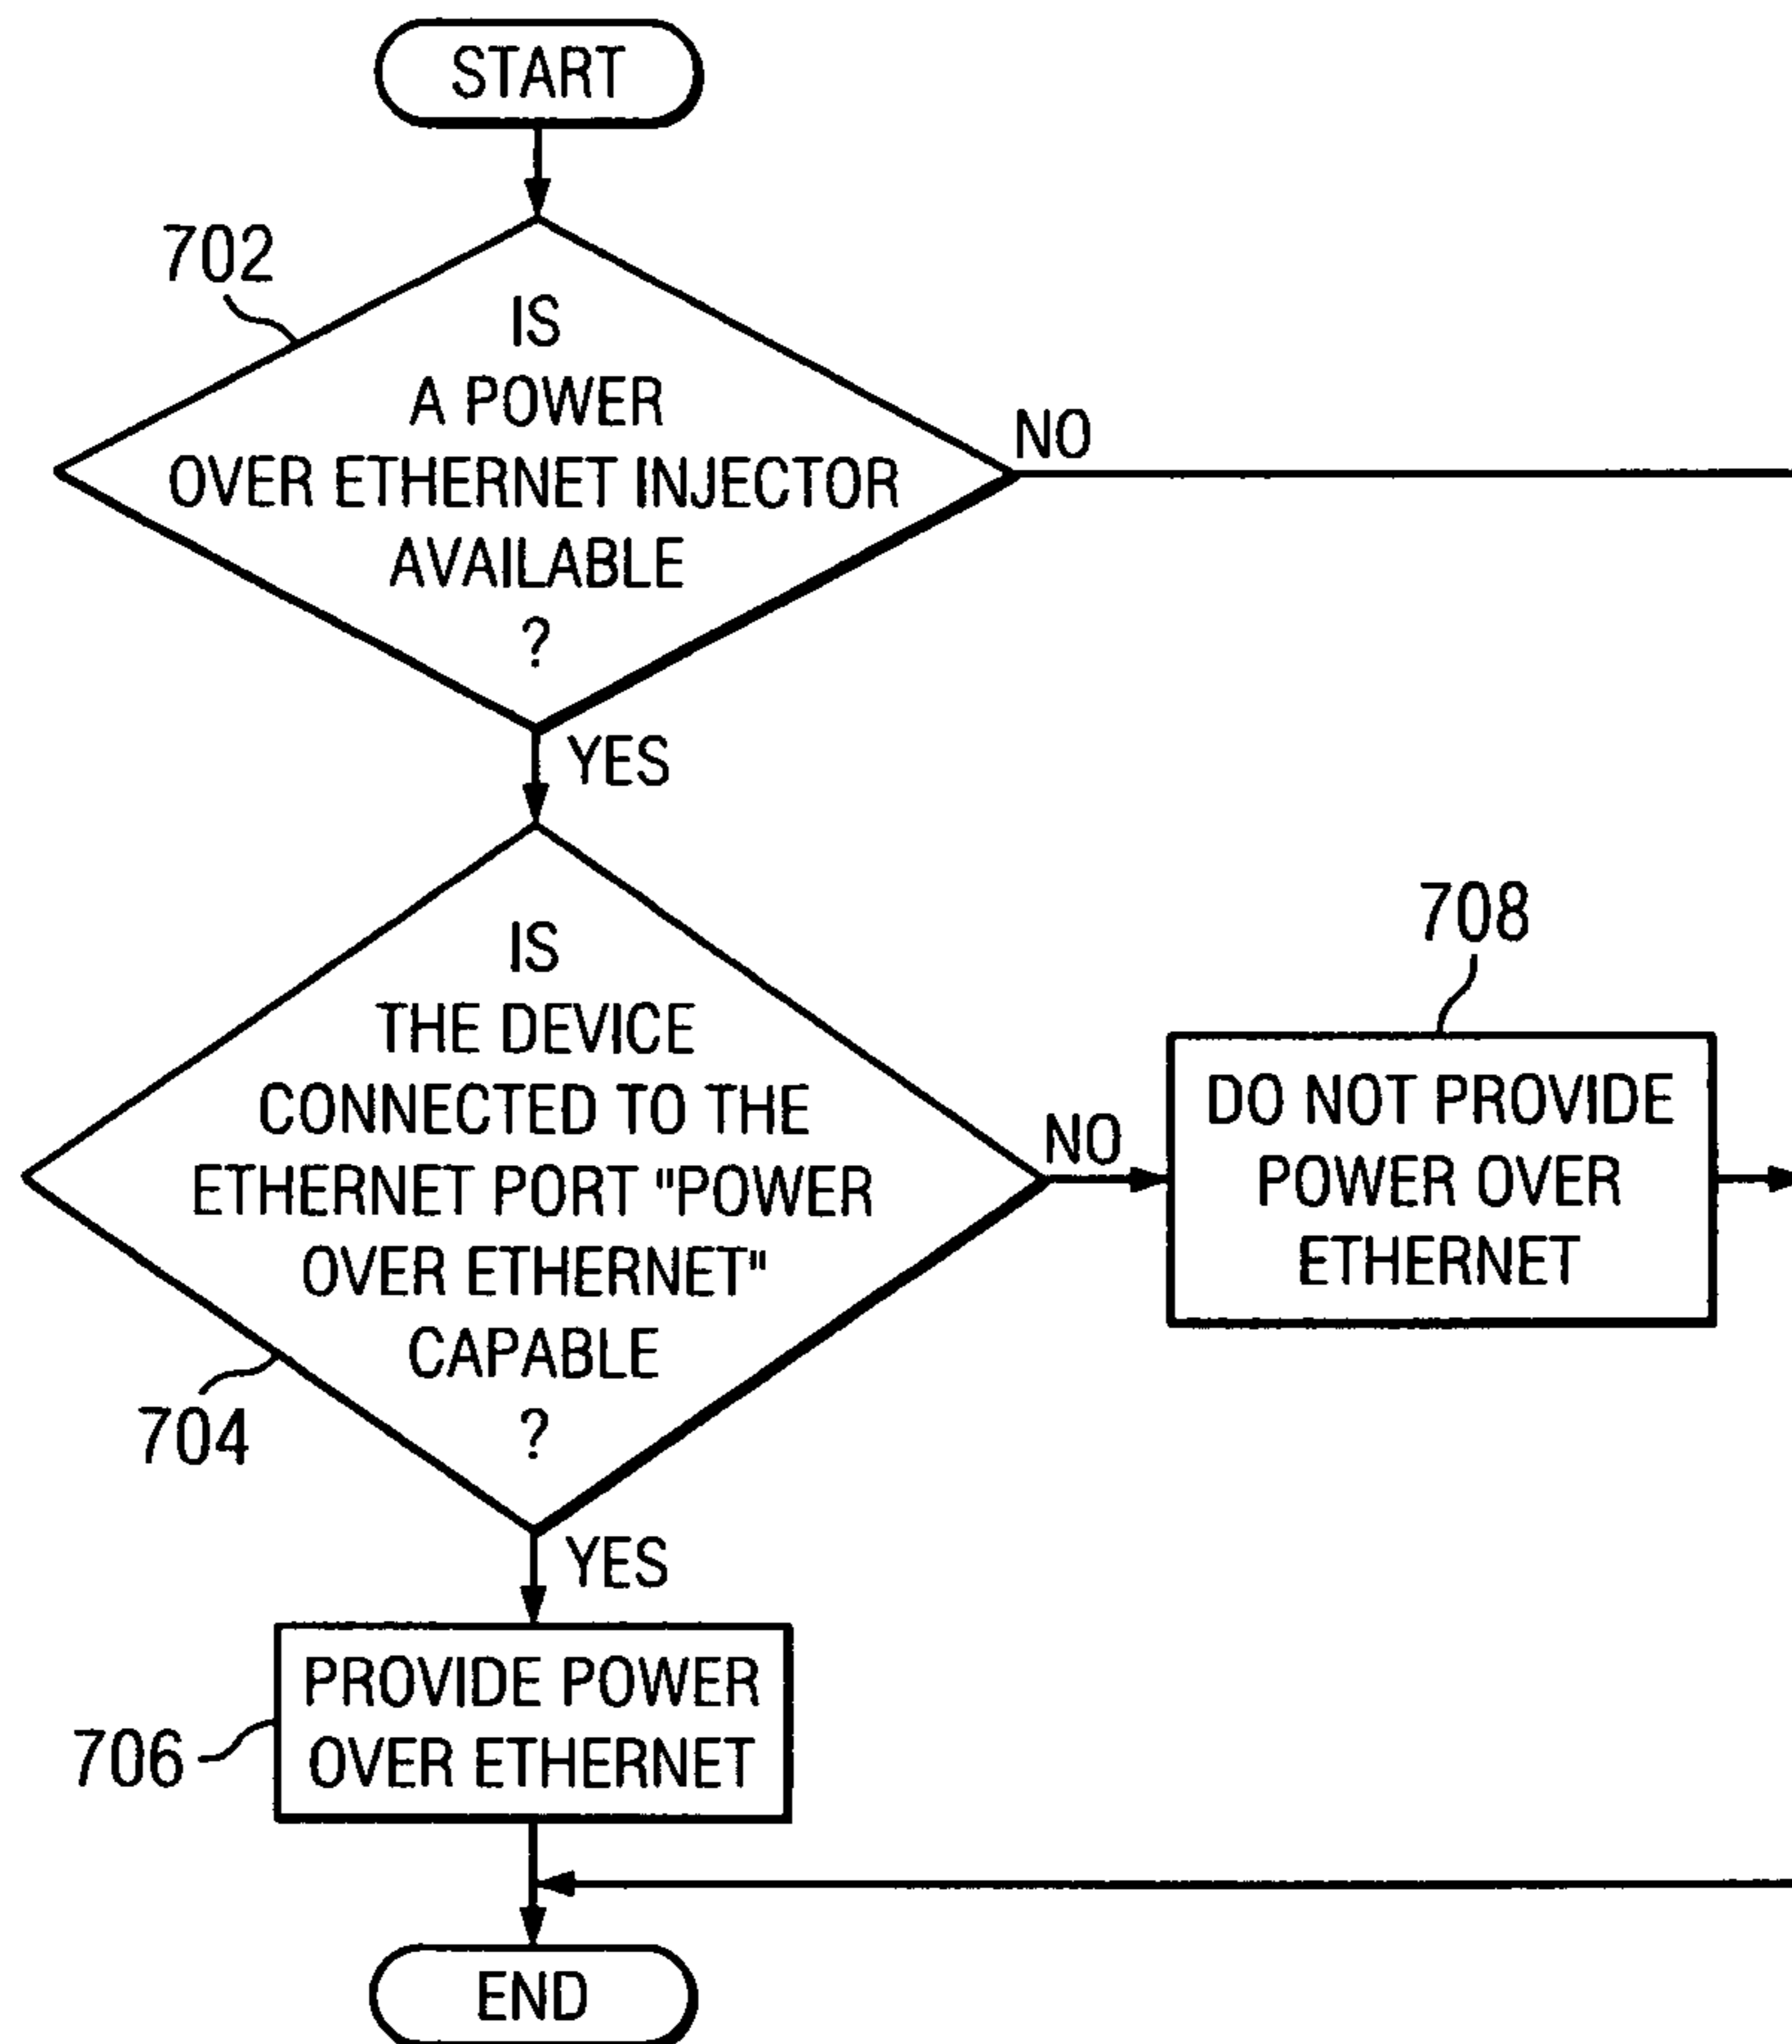 START
702
IS
A POWER
OVER ETHERNET INJECTOR
AVAILABLE
?
NO
YES
IS
THE DEVICE
CONNECTED TO THE
ETHERNET PORT "POWER
OVER ETHERNET"
CAPABLE
?
704
NO
708
DO NOT PROVIDE
POWER OVER
ETHERNET
YES
PROVIDE POWER
OVER ETHERNET
706
END